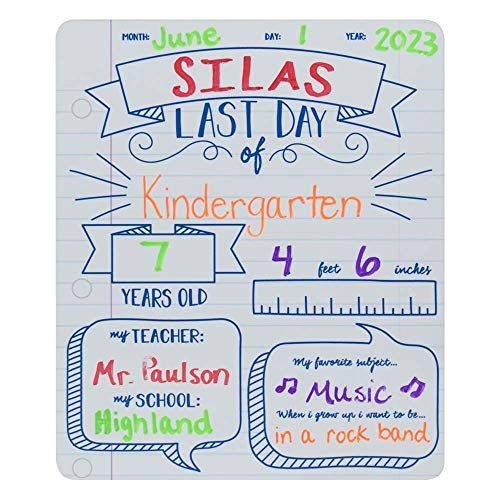 MONTH: June DAY: 1 YEAR: 2023
SILAS
LAST DAY
of
Kindergarten
7
YEARS OLD
4 feet 6 inches
my TEACHER:
Mr. Paulson
my SCHOOL:
Highland
My favorite subject...
Music
When i grow up i want to be...
in a rock band